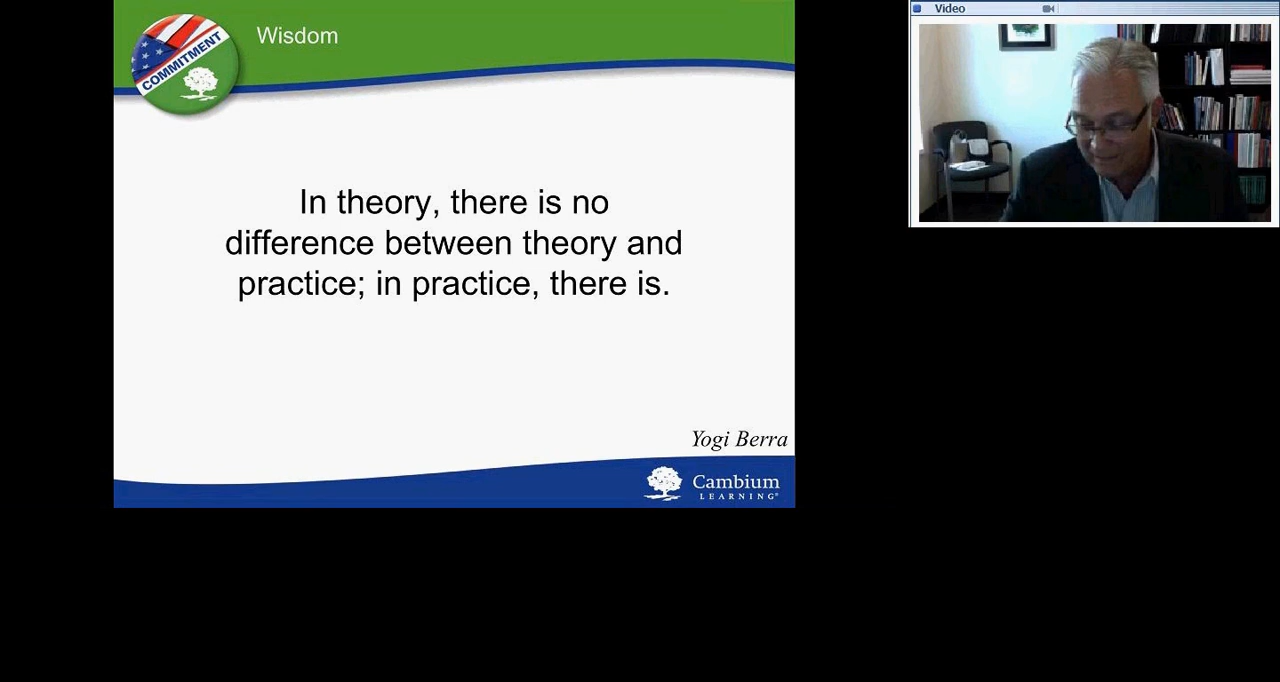 COMMITMENT
Wisdom
Video
In theory, there is no
difference between theory and
practice; in practice, there is.
Yogi Berra
Cambium
LEARNING®